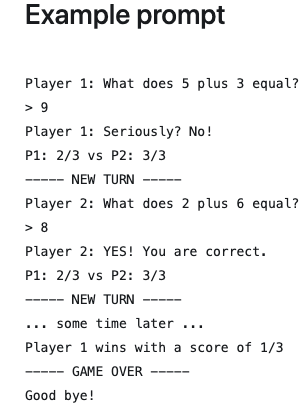 Example prompt
Player 1: What does 5 plus 3 equal?
> 9
Player 1: Seriously? No!
P1: 2/3 vs P2: 3/3
----- NEW TURN -----
Player 2: What does 2 plus 6 equal?
> 8
Player 2: YES! You are correct.
P1: 2/3 vs P2: 3/3
----- NEW TURN -----
... some time later ...
Player 1 wins with a score of 1/3
----- GAME OVER -----
Good bye!